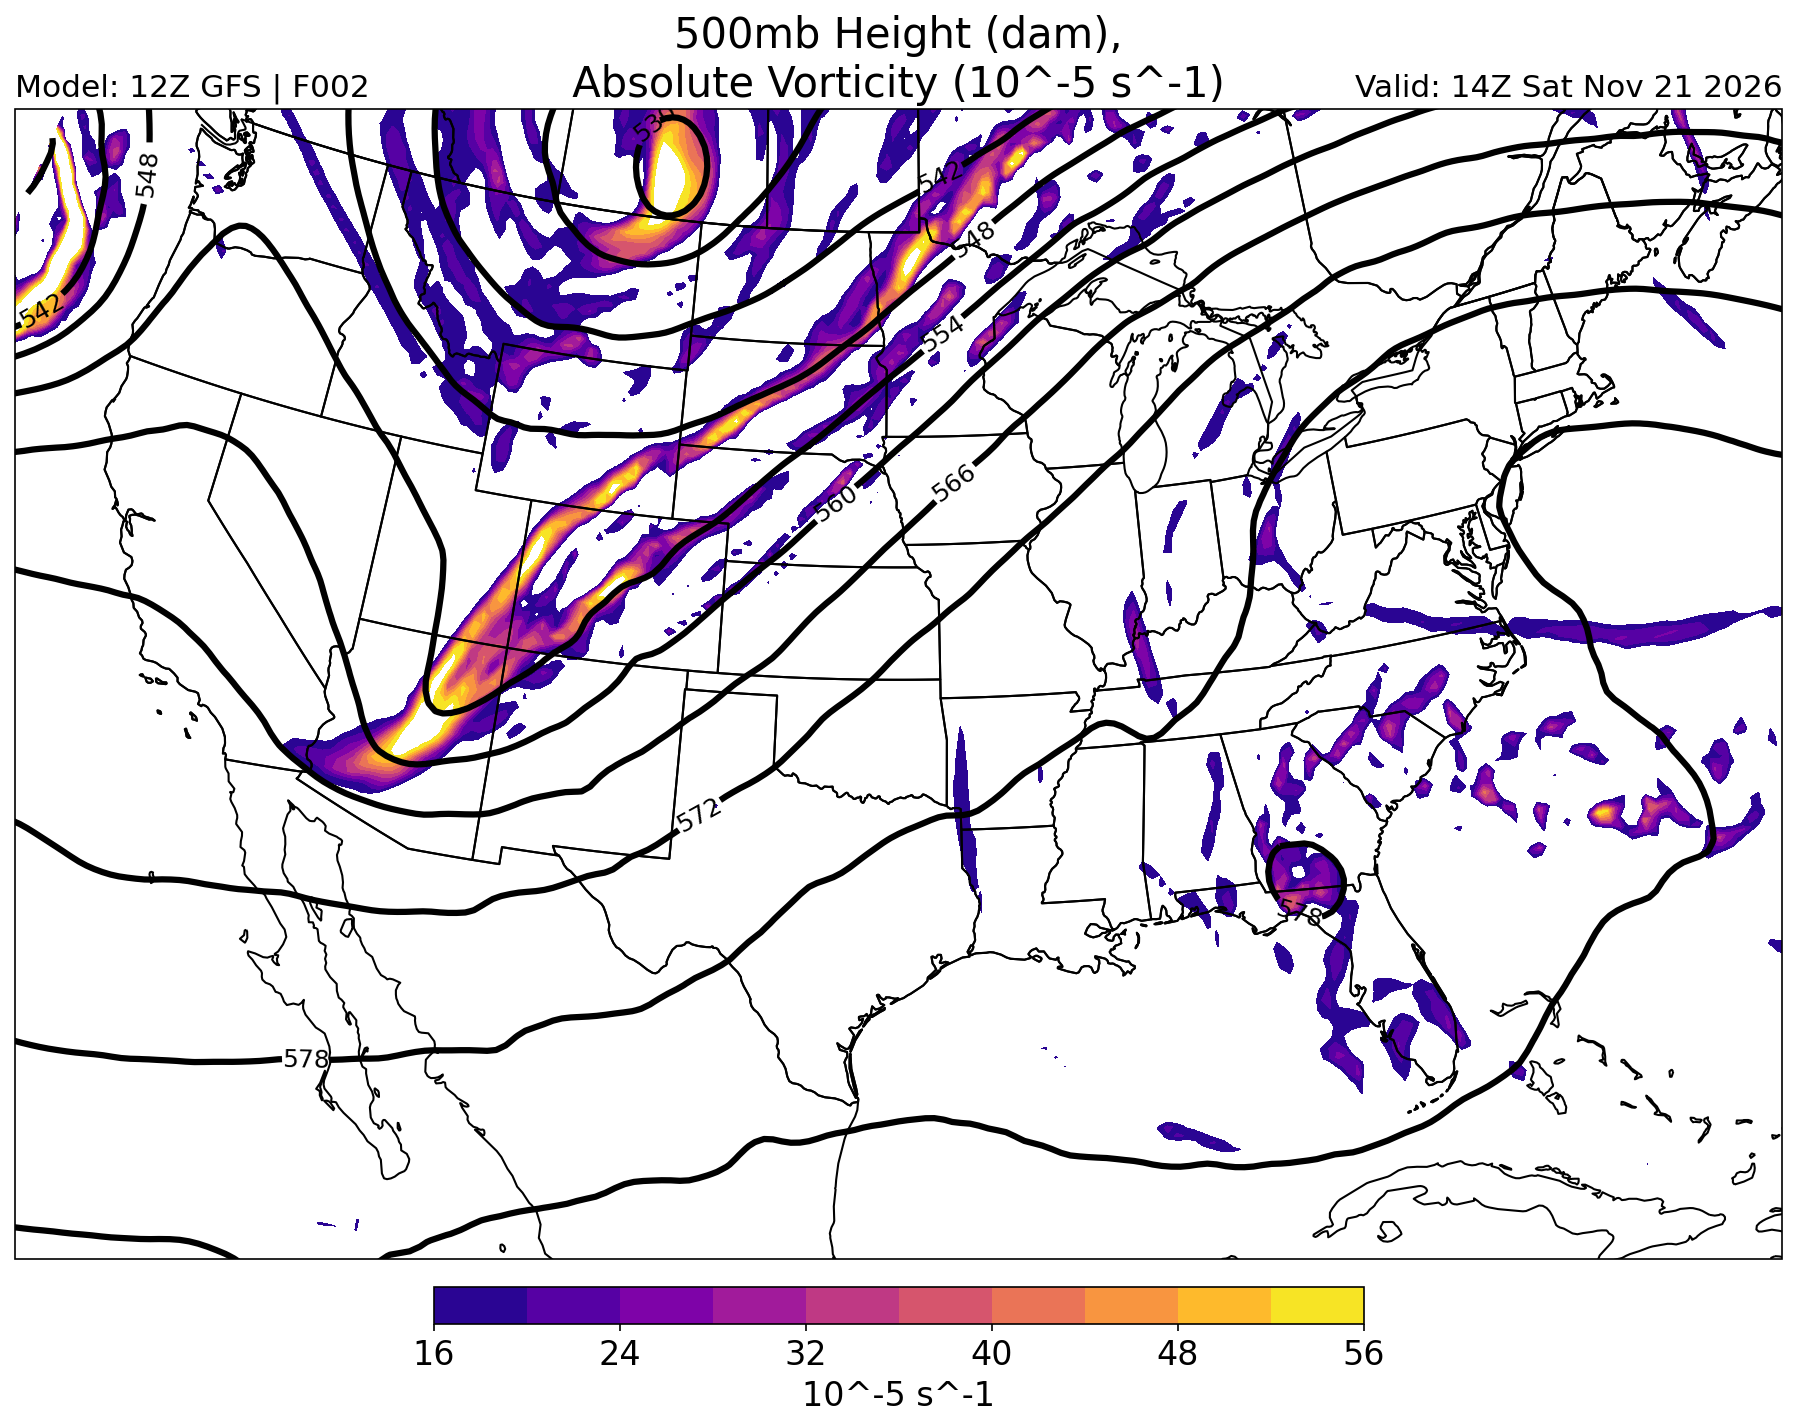 500mb Height (dam),
Absolute Vorticity (10^-5 s^-1)
Model: 12Z GFS | F002
Valid: 14Z Sat Nov 21 2026
548
542
542
548
554
560
566
572
578
578
16 24 32 40 48 56
10^-5 s^-1